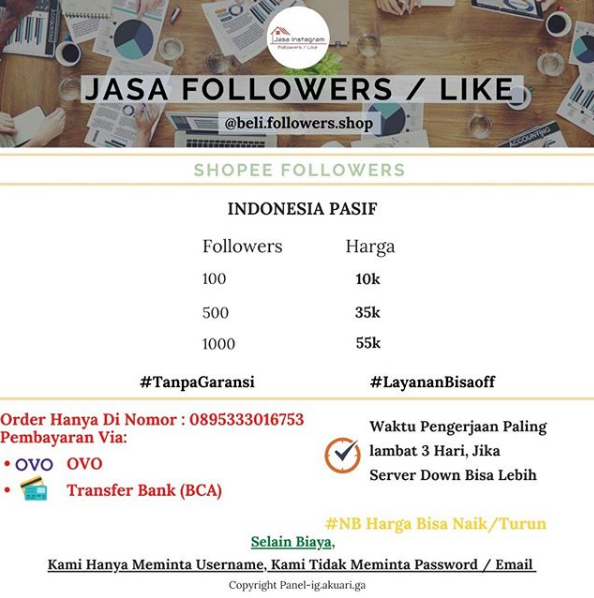 Jasa Instagram
Followers / Like
JASA FOLLOWERS / LIKE
@beli.followers.shop
ACCOUNTING
SHOPEE FOLLOWERS
INDONESIA PASIF
Followers Harga
100 10k
500 35k
1000 55k
#TanpaGaransi #LayananBisaoff
Order Hanya Di Nomor : 0895333016753
Pembayaran Via:
• OVO OVO
• Transfer Bank (BCA)
Waktu Pengerjaan Paling
lambat 3 Hari, Jika
Server Down Bisa Lebih
#NB Harga Bisa Naik/Turun
Selain Biaya,
Kami Hanya Meminta Username, Kami Tidak Meminta Password / Email
Copyright Panel-ig.akuari.ga